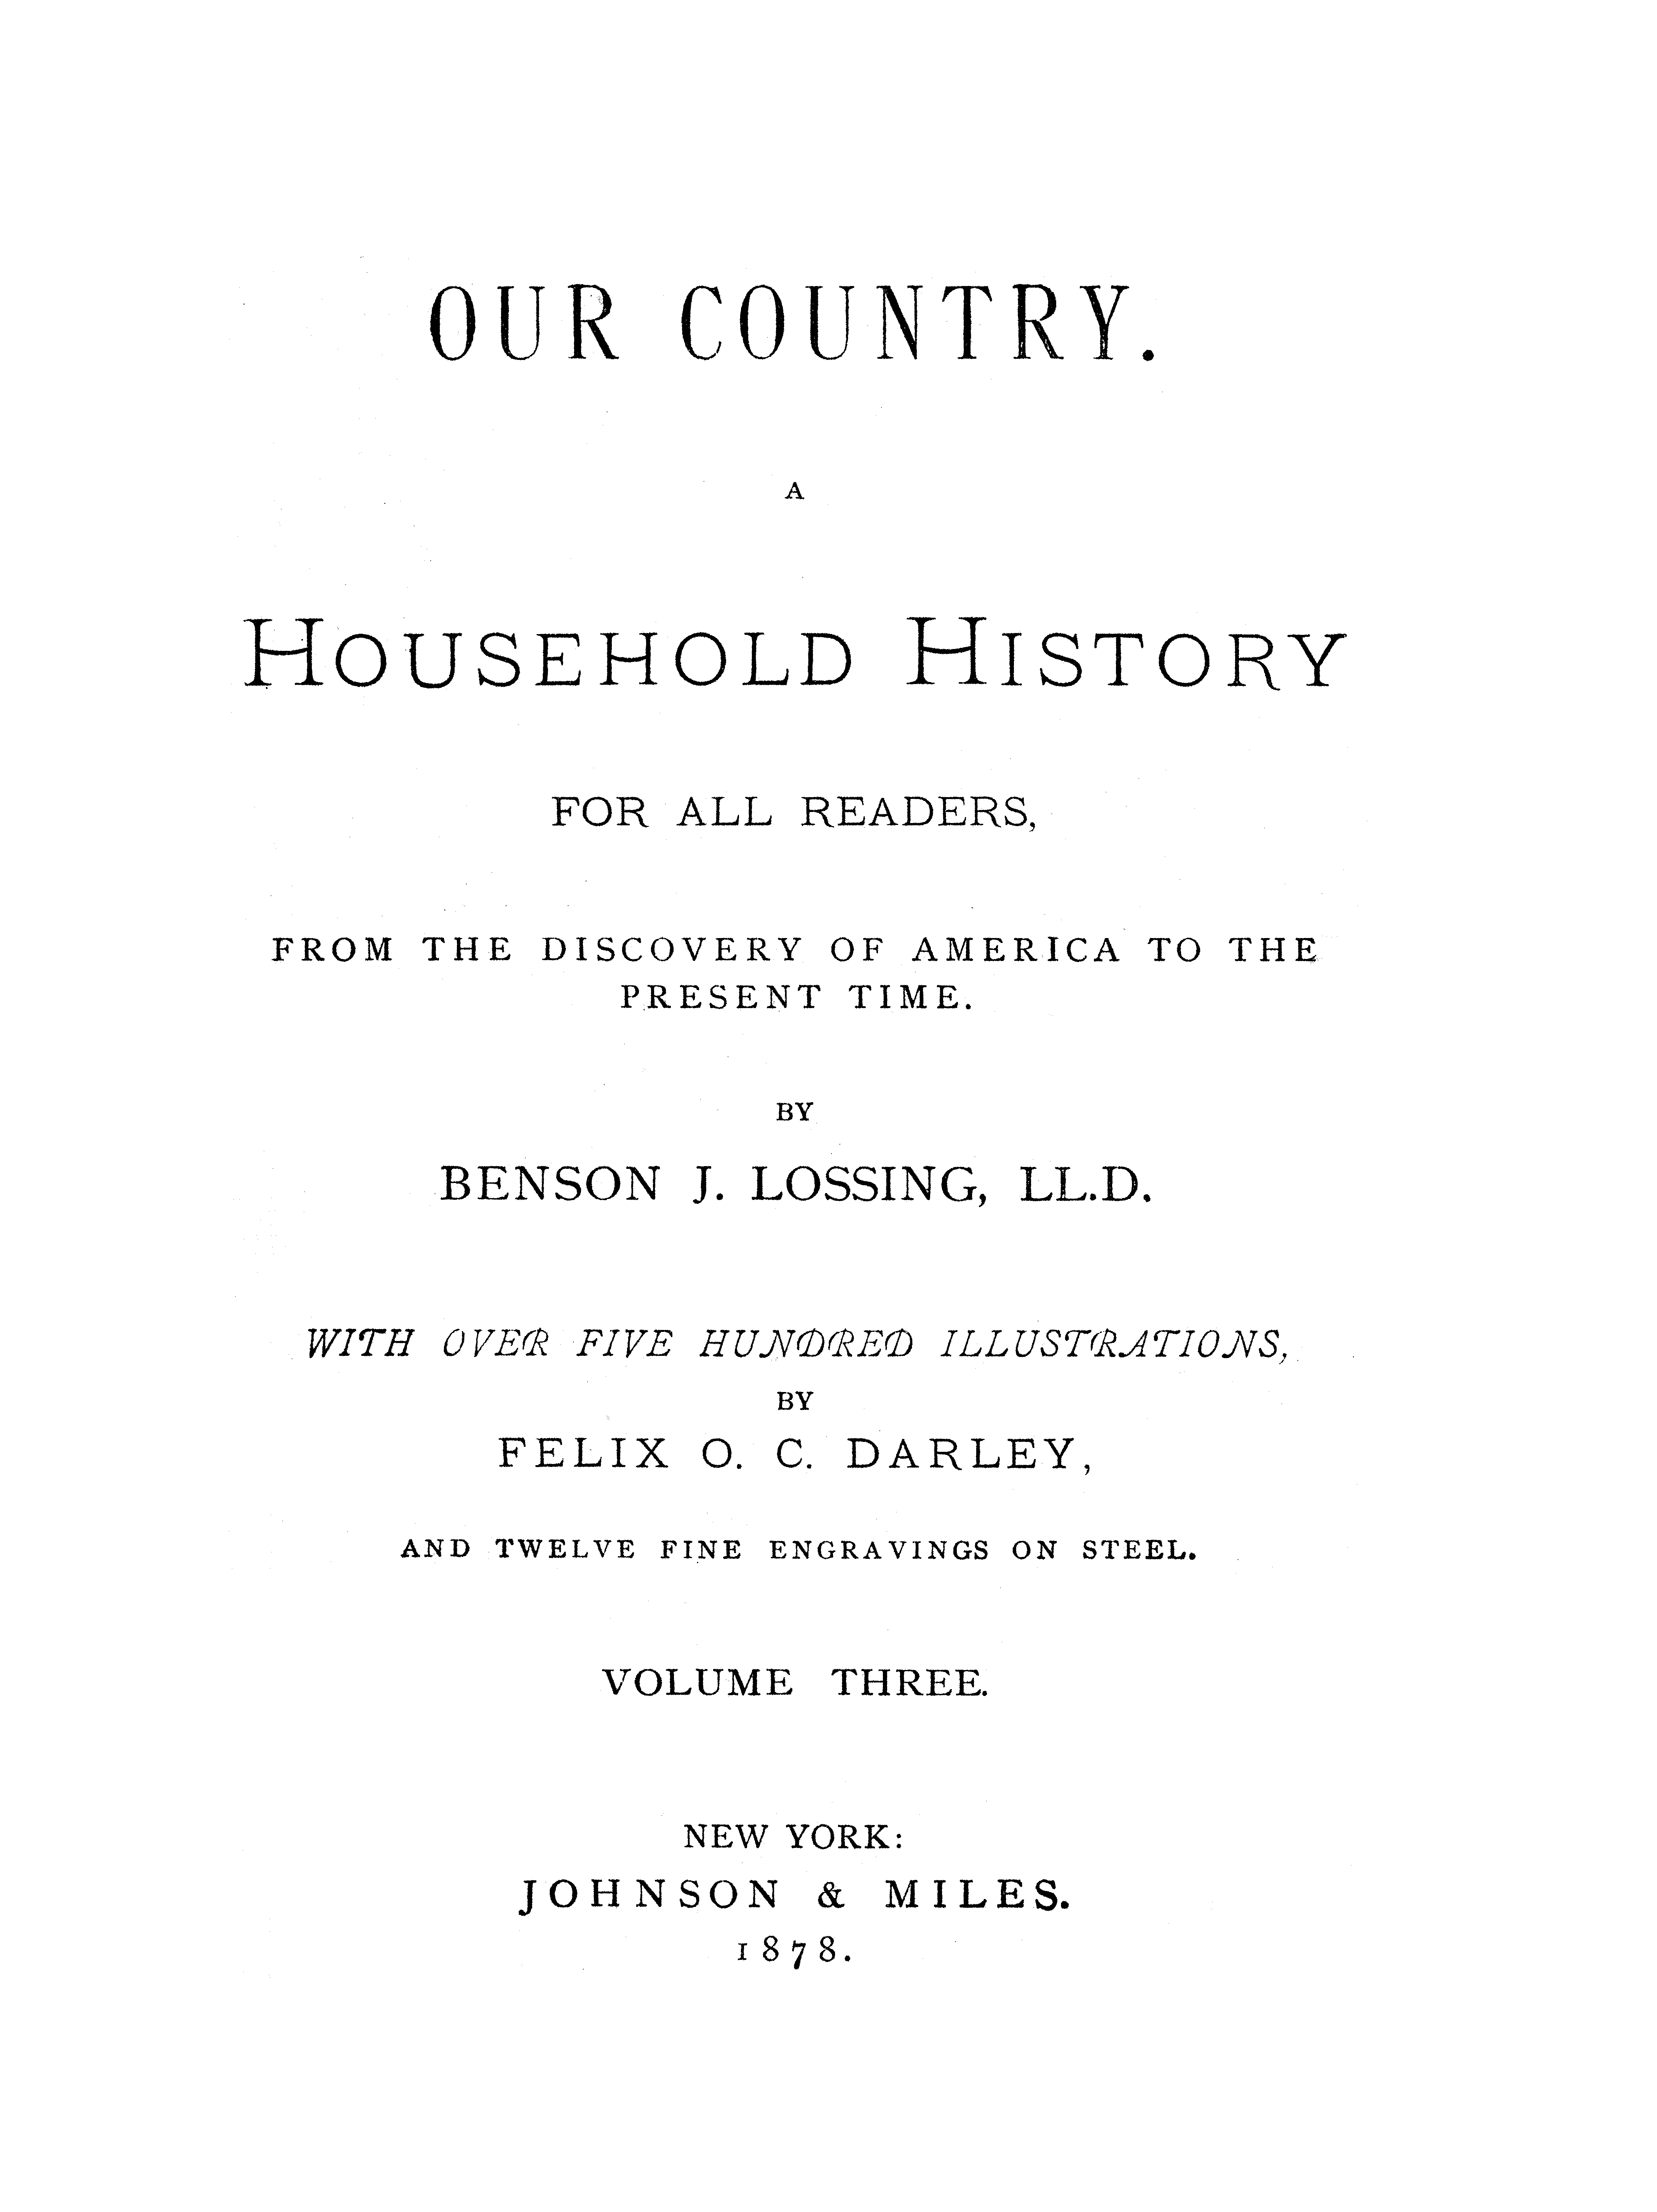 OUR COUNTRY.
A
HOUSEHOLD HISTORY
FOR ALL READERS,
FROM THE DISCOVERY OF AMERICA TO THE
PRESENT TIME.
BY
BENSON J. LOSSING, LL.D.
WITH OVER FIVE HUNDRED ILLUSTRATIONS,
BY
FELIX O. C. DARLEY,
AND TWELVE FINE ENGRAVINGS ON STEEL.
VOLUME THREE.
NEW YORK:
JOHNSON & MILES.
1878.